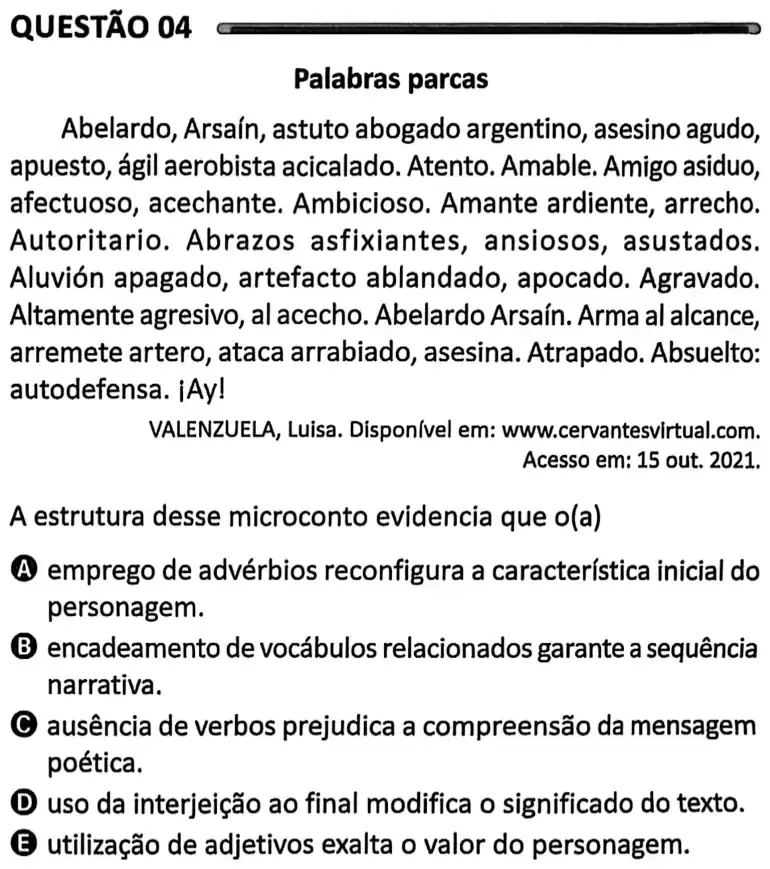 QUESTÃO 04
Palabras parcas
Abelardo, Arsaín, astuto abogado argentino, asesino agudo,
apuesto, ágil aerobista acicalado. Atento. Amable. Amigo asiduo,
afectuoso, acechante. Ambicioso. Amante ardiente, arrecho.
Autoritario. Abrazos asfixiantes, ansiosos, asustados.
Aluvión apagado, artefacto ablandado, apocado. Agravado.
Altamente agresivo, al acecho. Abelardo Arsaín. Arma al alcance,
arremete artero, ataca arrabiado, asesina. Atrapado. Absuelto:
autodefensa. ¡Ay!
VALENZUELA, Luisa. Disponível em: www.cervantesvirtual.com.
Acesso em: 15 out. 2021.
A estrutura desse microconto evidencia que o(a)
A emprego de advérbios reconfigura a característica inicial do
personagem.
B encadeamento de vocábulos relacionados garante a sequência
narrativa.
C ausência de verbos prejudica a compreensão da mensagem
poética.
D uso da interjeição ao final modifica o significado do texto.
E utilização de adjetivos exalta o valor do personagem.